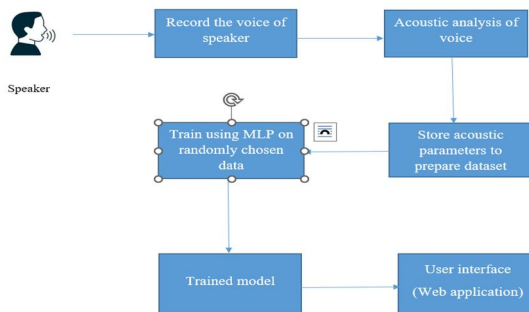 Speaker
Record the voice of
speaker
Acoustic analysis of
voice
Store acoustic
parameters to
prepare dataset
Train using MLP on
randomly chosen
data
Trained model
User interface
(Web application)